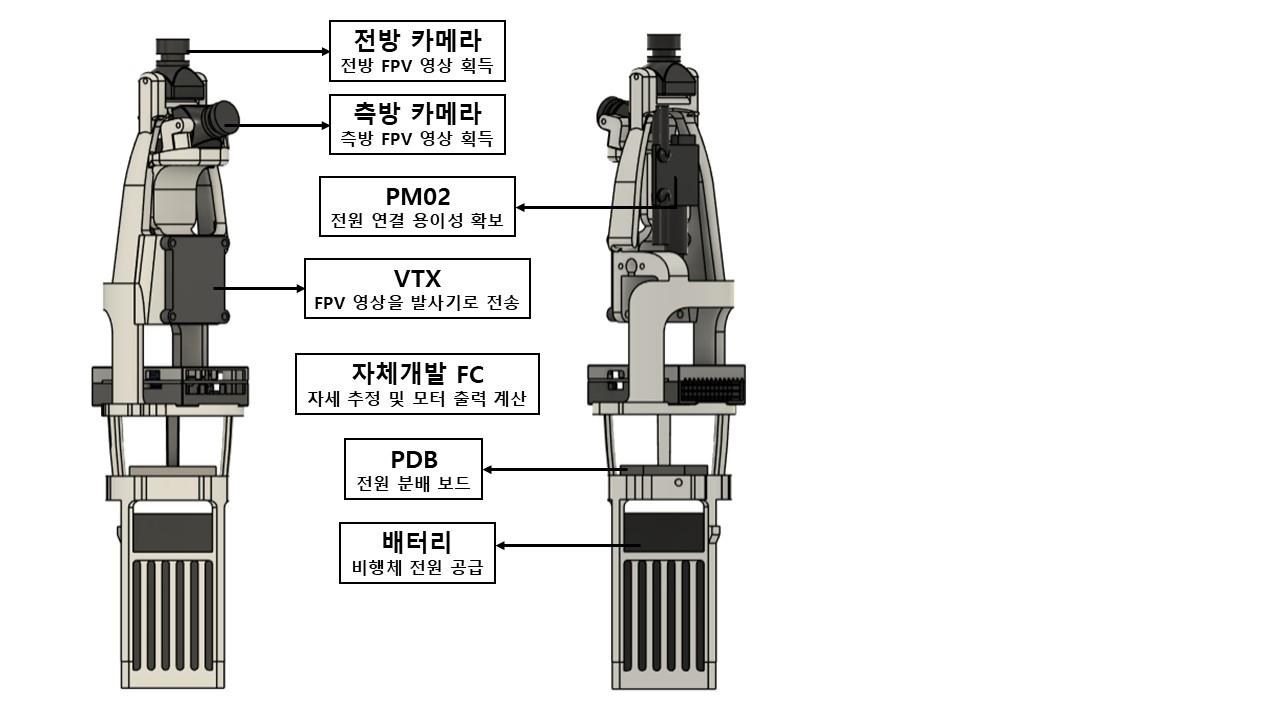 전방 카메라
전방 FPV 영상 획득
측방 카메라
측방 FPV 영상 획득
PM02
전원 연결 용이성 확보
VTX
FPV 영상을 발사기로 전송
자체개발 FC
자세 추정 및 모터 출력 계산
PDB
전원 분배 보드
배터리
비행체 전원 공급